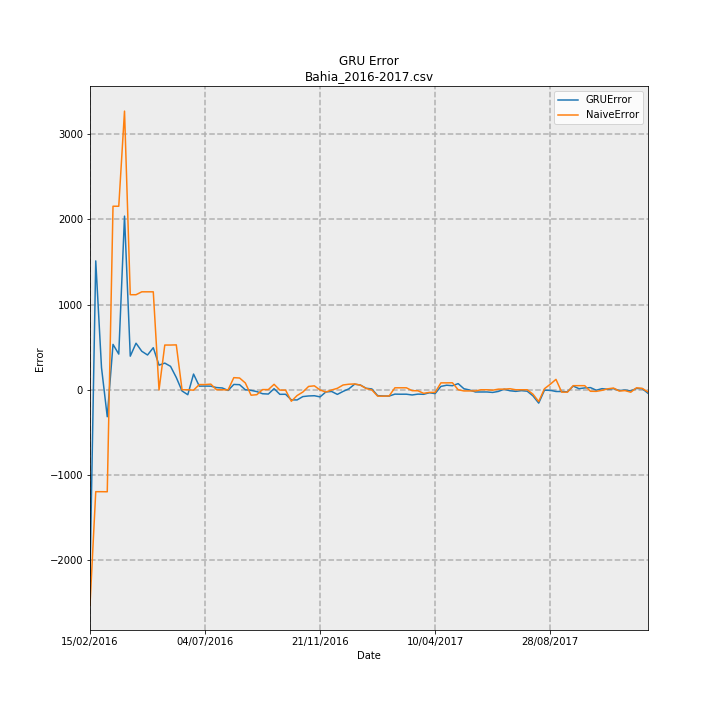 GRU Error
Bahia_2016-2017.csv
GRUError
NaiveError
3000
2000
1000
0
−1000
−2000
Error
15/02/2016
04/07/2016
21/11/2016
10/04/2017
28/08/2017
Date